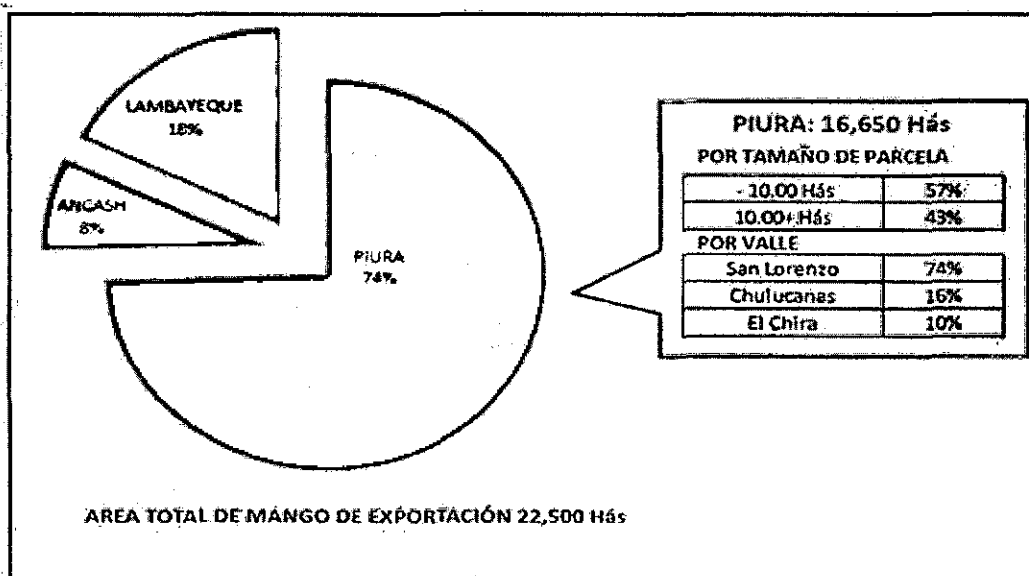 LAMBAYEQUE
18%
ANCASH
8%
PIURA
74%
PIURA: 16,650 Hás
POR TAMAÑO DE PARCELA
- 10.00 Hás 57%
10.00+ Hás 43%
POR VALLE
San Lorenzo 74%
Chulucanas 16%
El Chira 10%
AREA TOTAL DE MANGO DE EXPORTACIÓN 22,500 Hás